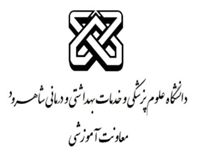 دانشگاه علوم پزشکی و خدمات بهداشتی و درمانی شاهرود
معاونت آموزشی